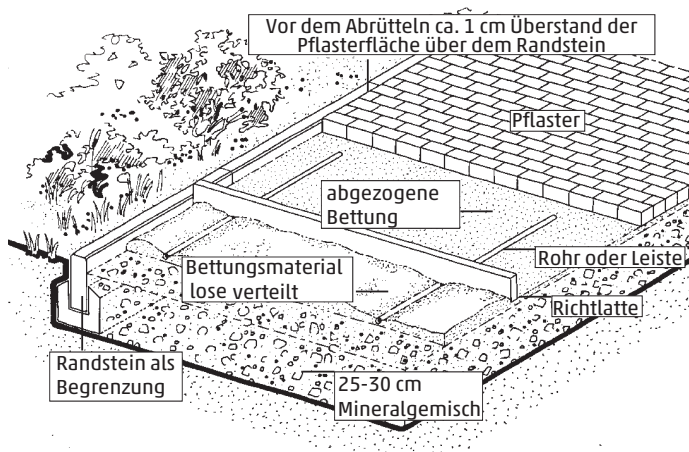 Vor dem Abrütteln ca. 1 cm Überstand der
Pflasterfläche über dem Randstein
Pflaster
abgezogene
Bettung
Rohr oder Leiste
Bettungsmaterial
lose verteilt
Richtlatte
Randstein als
Begrenzung
25-30 cm
Mineralgemisch